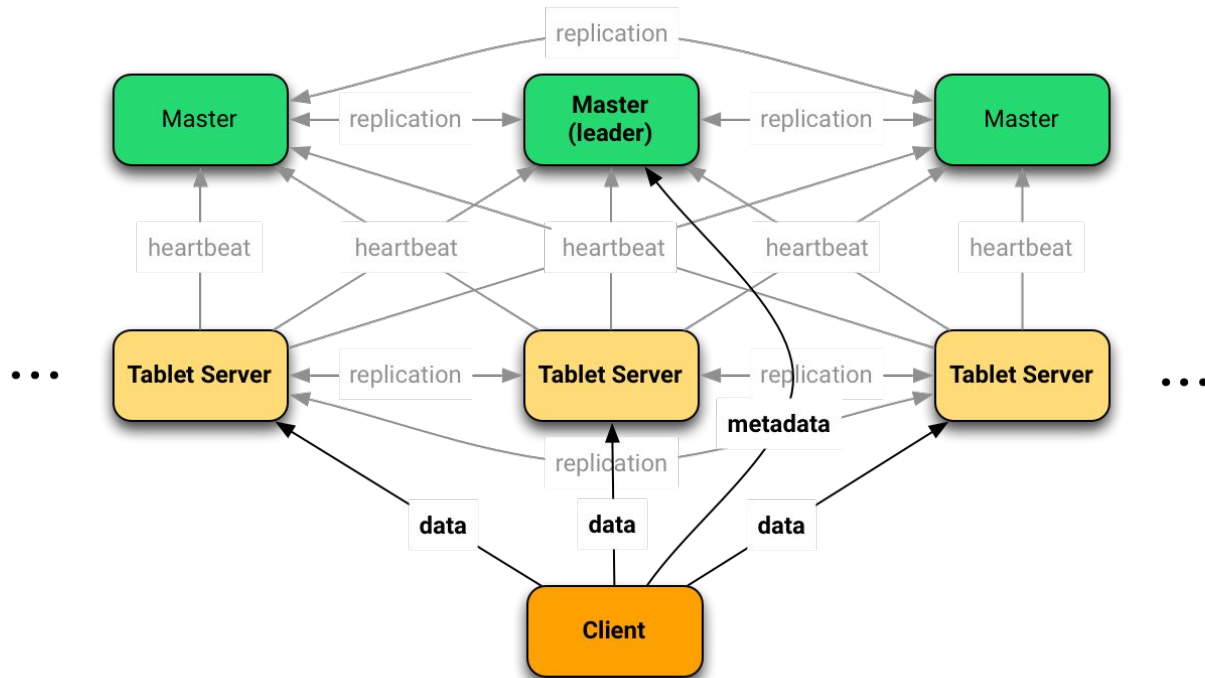 replication
Master
replication
Master
(leader)
replication
Master
heartbeat
heartbeat
heartbeat
heartbeat
heartbeat
...
Tablet Server
replication
Tablet Server
replication
Tablet Server
...
metadata
replication
data
data
data
Client